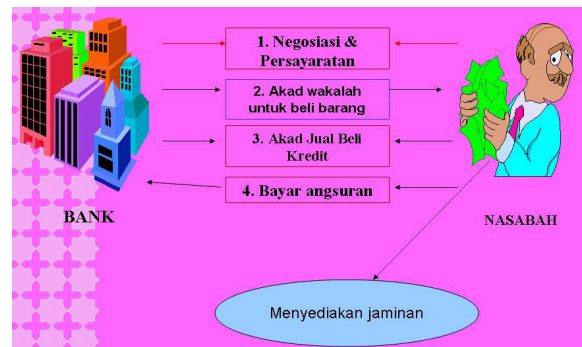 1. Negosiasi &
Persayaratan
2. Akad wakalah
untuk beli barang
3. Akad Jual Beli
Kredit
4. Bayar angsuran
BANK
NASABAH
Menyediakan jaminan